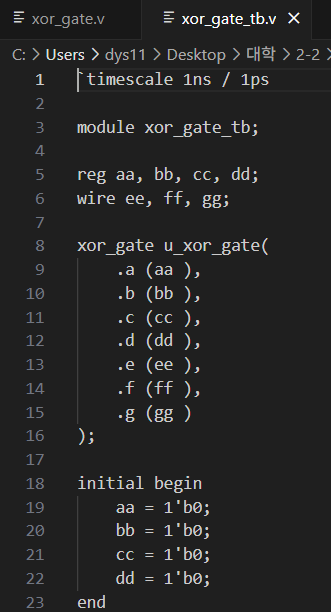 xor_gate.v xor_gate_tb.v ×
C: > Users > dys11 > Desktop > 대학 > 2-2 >
1 `timescale 1ns / 1ps
2
3 module xor_gate_tb;
4
5 reg aa, bb, cc, dd;
6 wire ee, ff, gg;
7
8 xor_gate u_xor_gate(
9 .a (aa ),
10 .b (bb ),
11 .c (cc ),
12 .d (dd ),
13 .e (ee ),
14 .f (ff ),
15 .g (gg )
16 );
17
18 initial begin
19 aa = 1'b0;
20 bb = 1'b0;
21 cc = 1'b0;
22 dd = 1'b0;
23 end